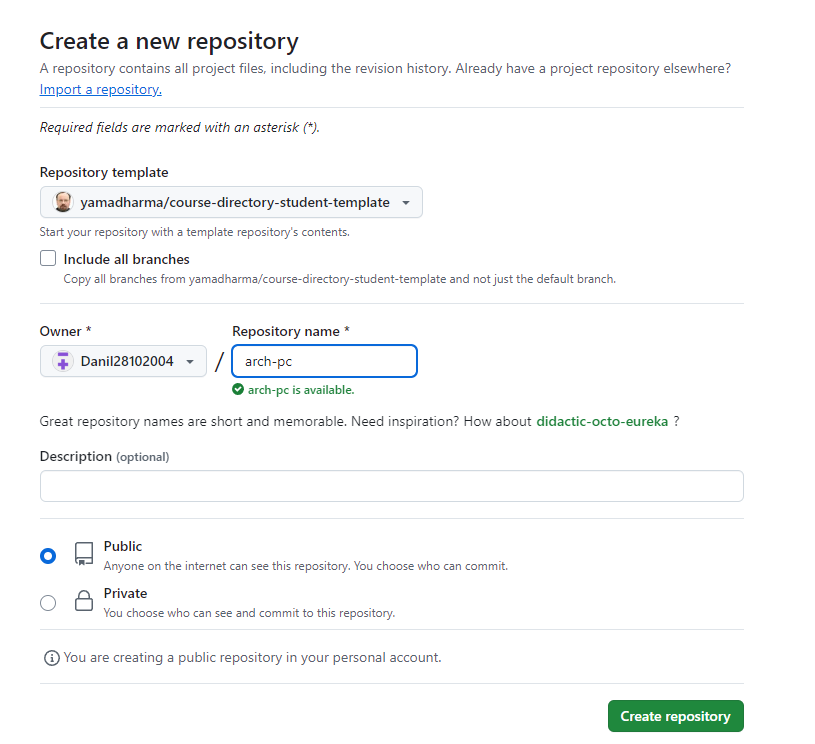 Create a new repository
A repository contains all project files, including the revision history. Already have a project repository elsewhere?
Import a repository.
Required fields are marked with an asterisk (*).
Repository template
yamadharma/course-directory-student-template
Start your repository with a template repository's contents.
Include all branches
Copy all branches from yamadharma/course-directory-student-template and not just the default branch.
Owner * Repository name *
Danil28102004 / arch-pc
arch-pc is available.
Great repository names are short and memorable. Need inspiration? How about didactic-octo-eureka ?
Description (optional)
Public
Anyone on the internet can see this repository. You choose who can commit.
Private
You choose who can see and commit to this repository.
You are creating a public repository in your personal account.
Create repository